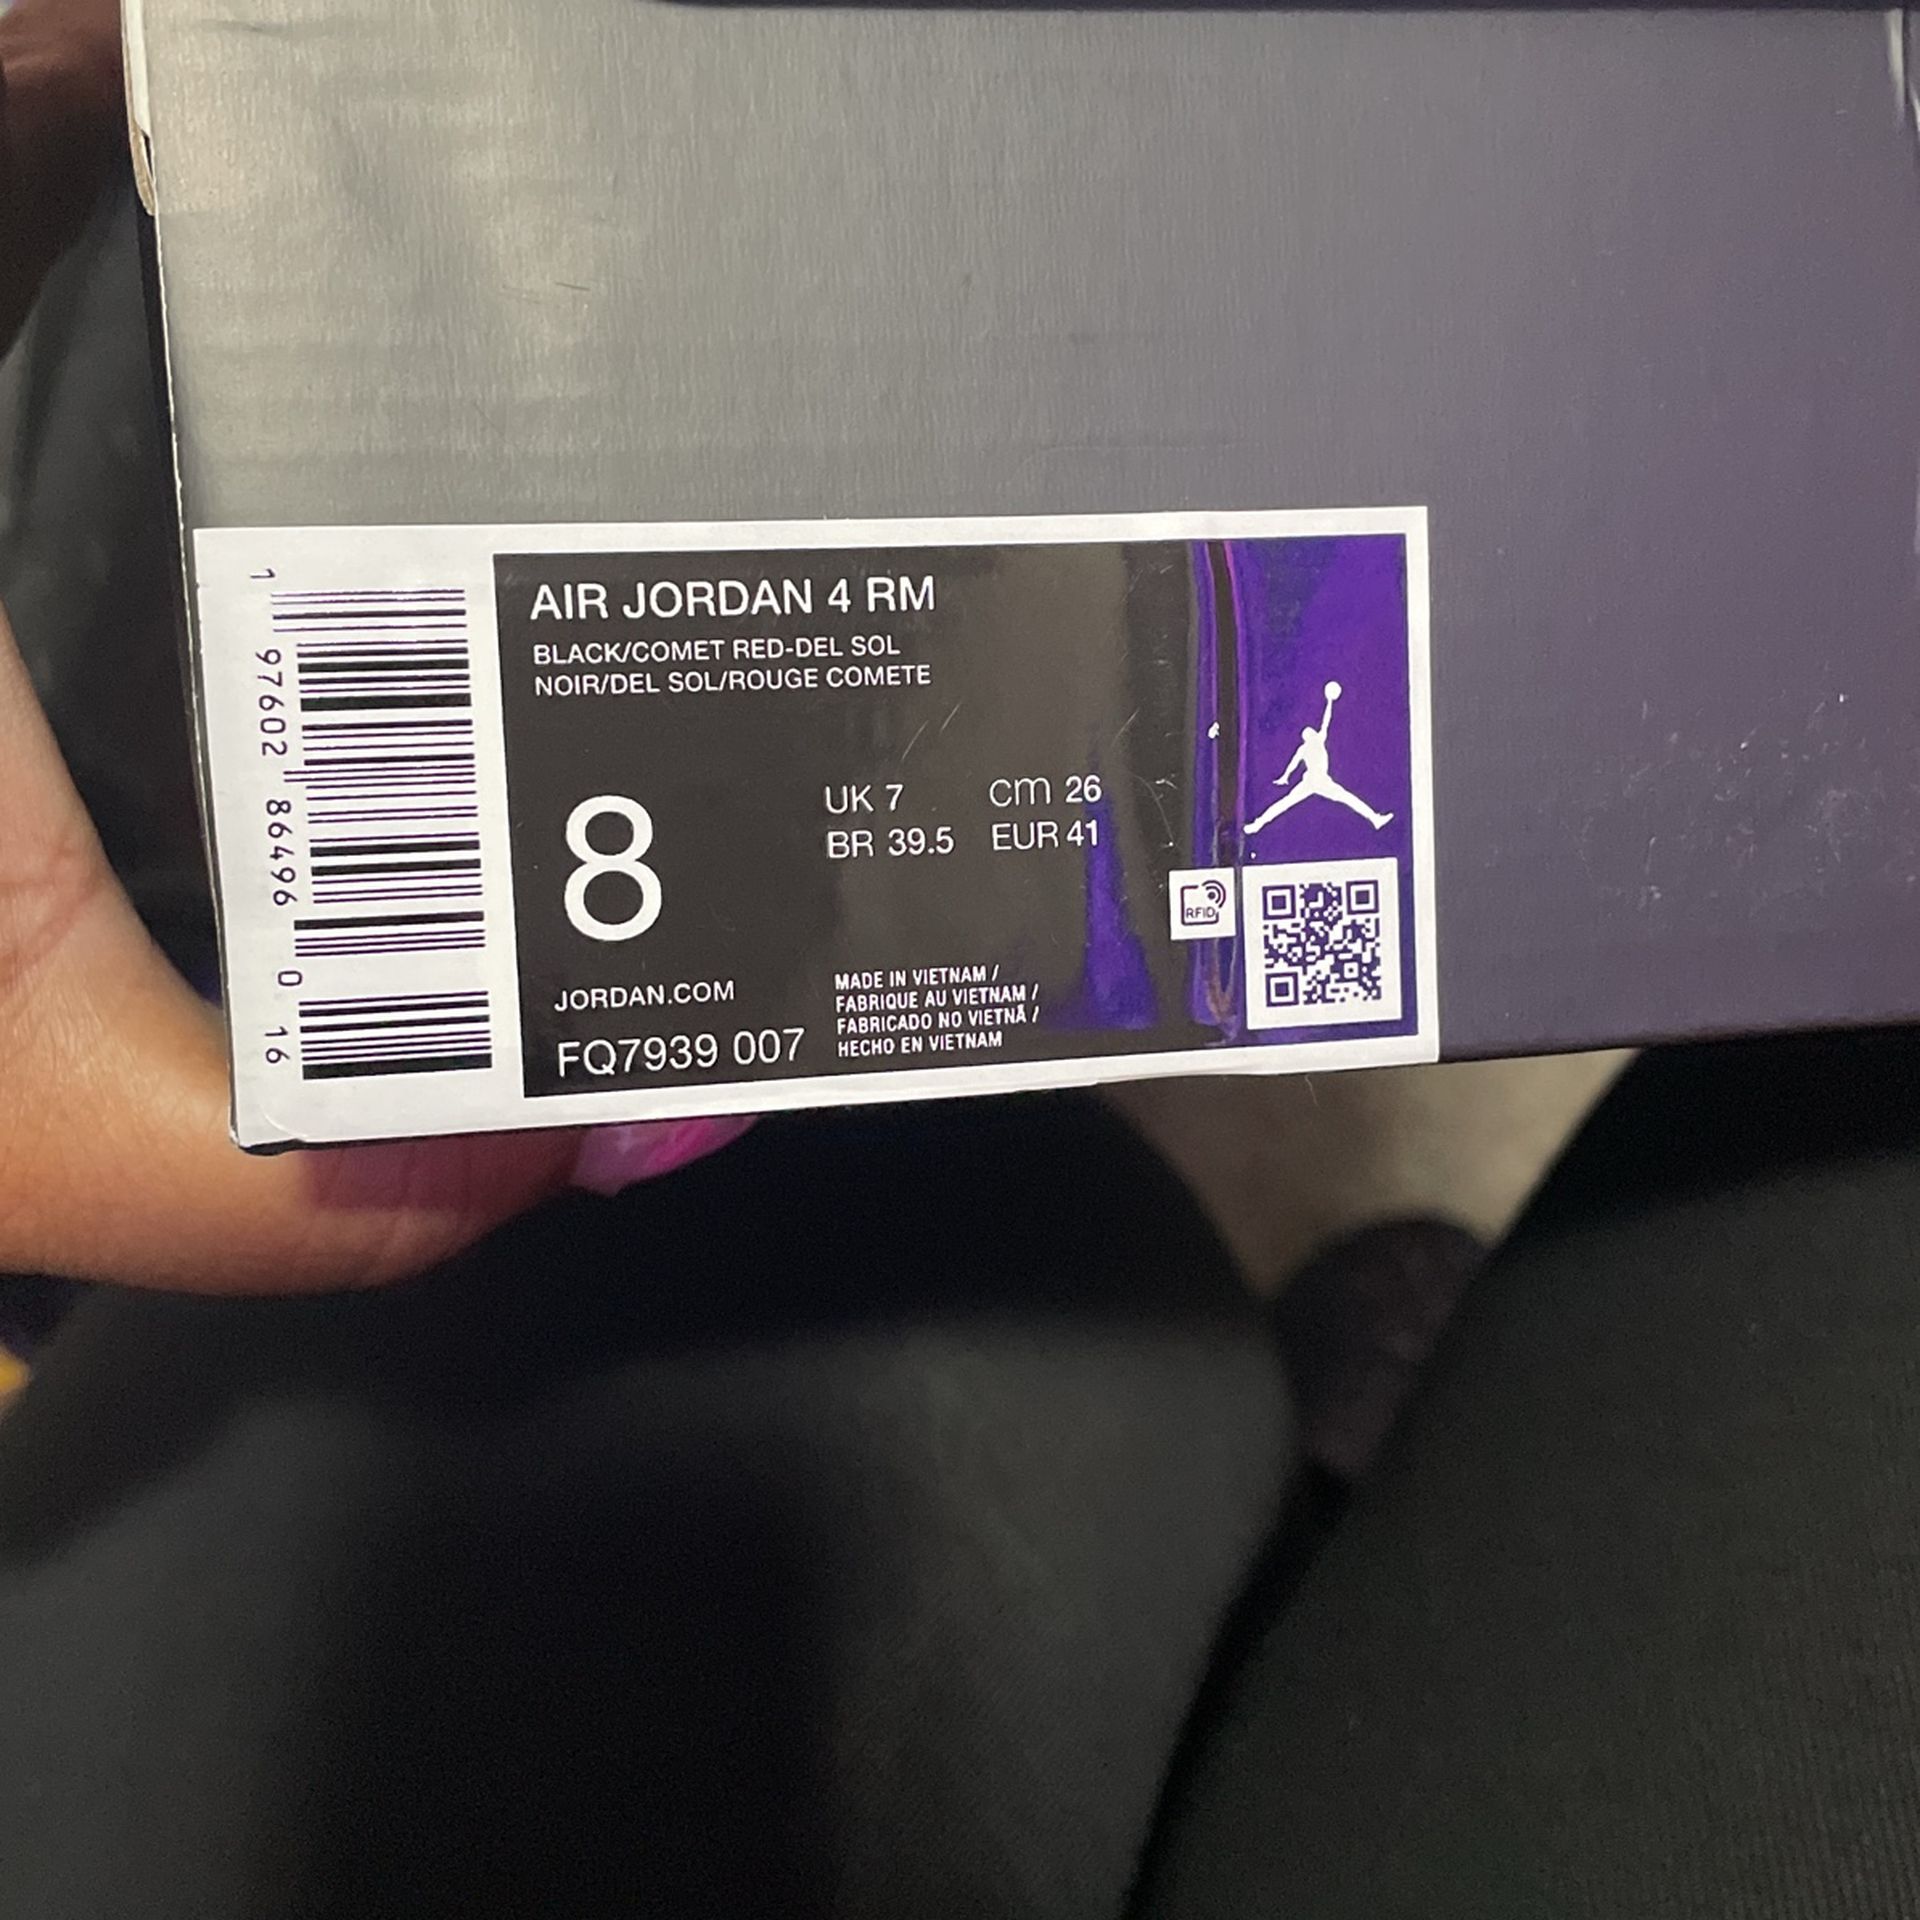 AIR JORDAN 4 RM
BLACK/COMET RED-DEL SOL
NOIR/DEL SOL/ROUGE COMETE
8
UK 7 cm 26
BR 39.5 EUR 41
RFID
JORDAN.COM
FQ7939 007
MADE IN VIETNAM /
FABRIQUE AU VIETNAM /
FABRICADO NO VIETNÃ /
HECHO EN VIETNAM
1 97602 86496 0 16